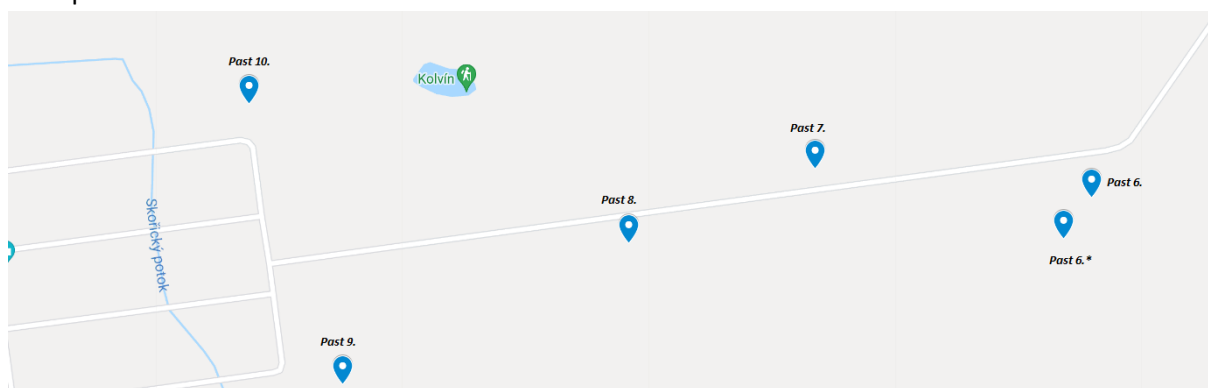 Past 10.
Kolvín
Past 7.
Past 6.
Past 8.
Past 6.*
Skořický potok
Past 9.